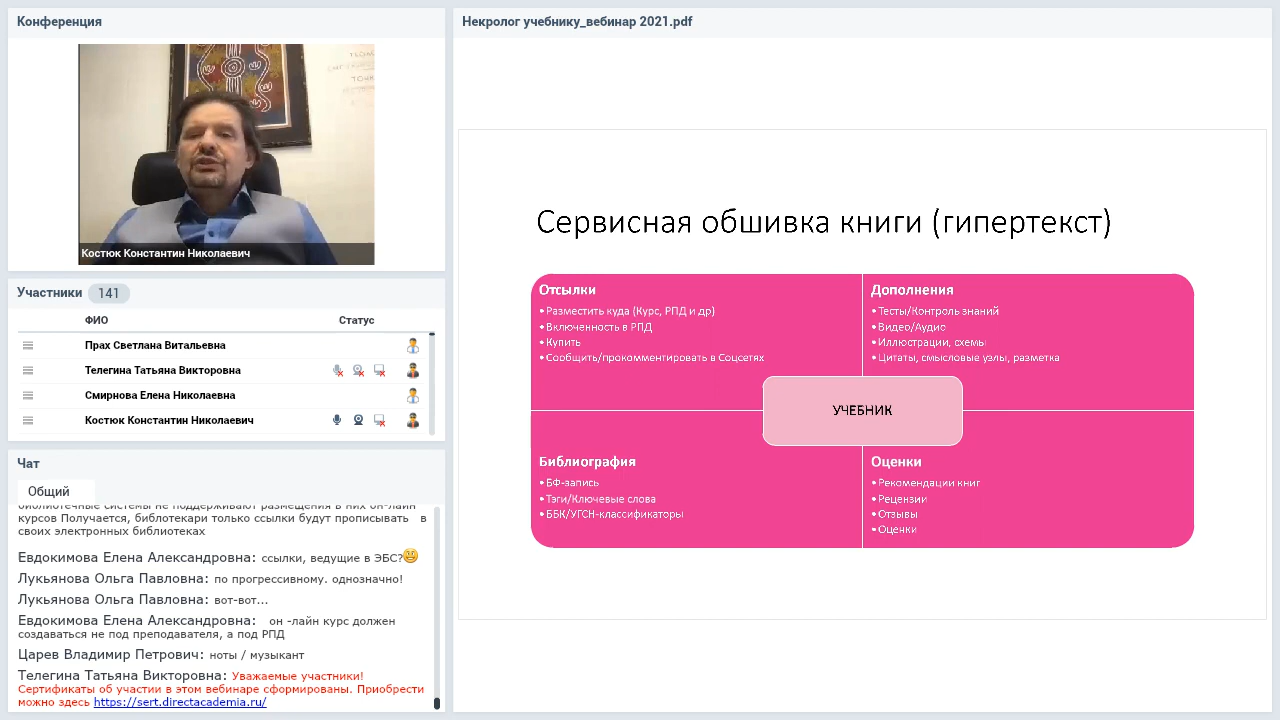 Конференция
Костюк Константин Николаевич
Участники 141
ФИО Статус
Прах Светлана Витальевна
Телегина Татьяна Викторовна
Смирнова Елена Николаевна
Костюк Константин Николаевич
Чат
Общий
библиотечные системы не поддерживают размещения в них он-лайн
курсов Получается, библотекари только ссылки будут прописывать в
своих электронных библиотеках
Евдокимова Елена Александровна: ссылки, ведущие в ЭБС?
Лукьянова Ольга Павловна: по прогрессивному. однозначно!
Лукьянова Ольга Павловна: вот-вот...
Евдокимова Елена Александровна: он -лайн курс должен
создаваться не под преподавателя, а под РПД
Царев Владимир Петрович: ноты / музыкант
Телегина Татьяна Викторовна: Уважаемые участники!
Сертификаты об участии в этом вебинаре сформированы. Приобрести
можно здесь https://sert.directacademia.ru/
Некролог учебнику_вебинар 2021.pdf
Сервисная обшивка книги (гипертекст)
Отсылки
•Разместить куда (Курс, РПД и др)
•Включенность в РПД
•Купить
•Сообщить/прокомментировать в Соцсетях
Дополнения
•Тесты/Контроль знаний
•Видео/Аудио
•Иллюстрации, схемы
•Цитаты, смысловые узлы, разметка
УЧЕБНИК
Библиография
•БФ-запись
•Тэги/Ключевые слова
•ББК/УГСН-классификаторы
Оценки
•Рекомендации книг
•Рецензии
•Отзывы
•Оценки